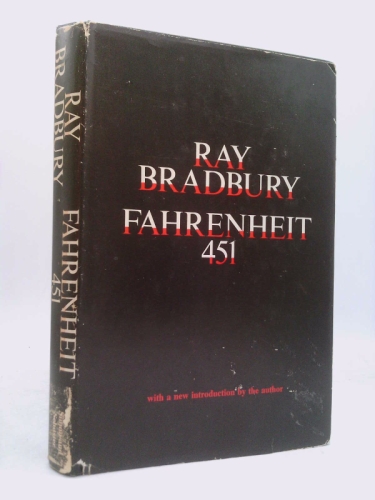 RAY
BRADBURY
FAHRENHEIT
451
with a new introduction by the author
RAY
BRADBURY ·
FAHRENHEIT
451